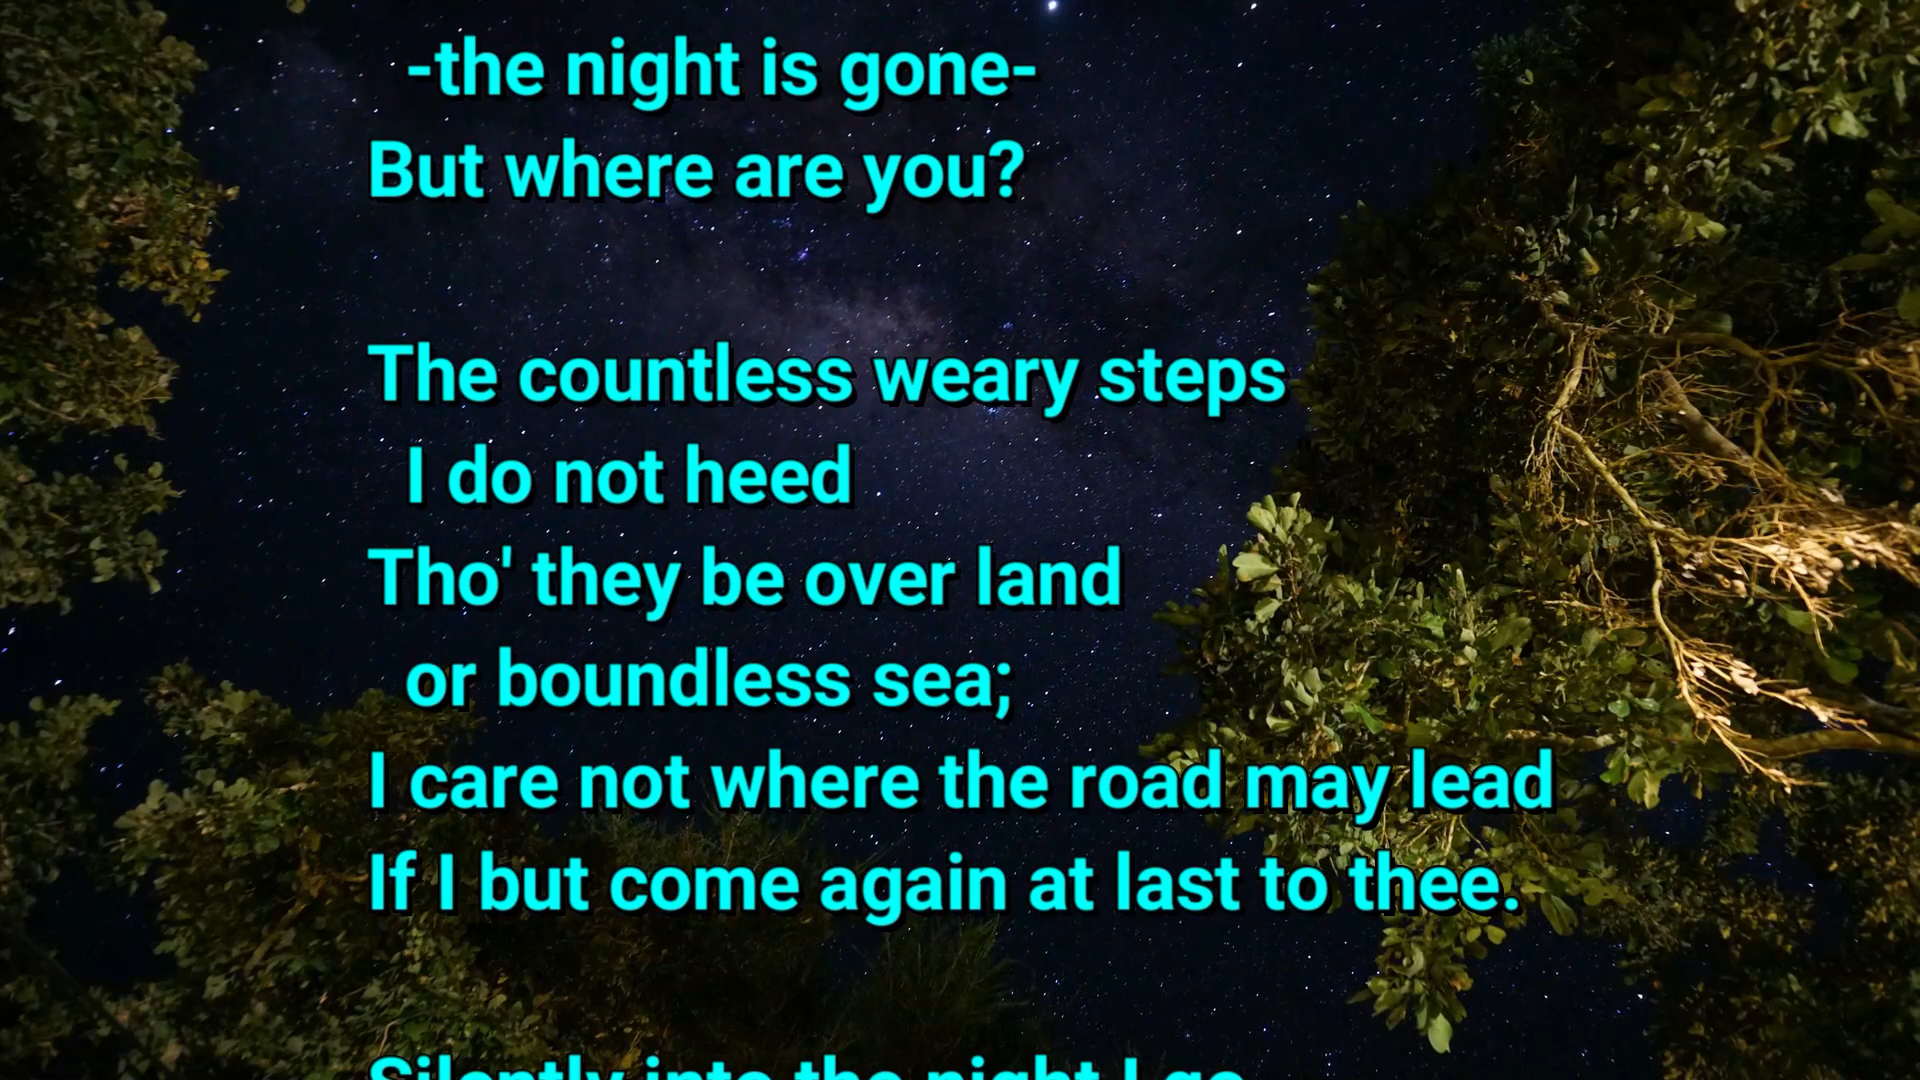 -the night is gone-
But where are you?
The countless weary steps
I do not heed
Tho' they be over land
or boundless sea;
I care not where the road may lead
If I but come again at last to thee.
Silently into the night I go